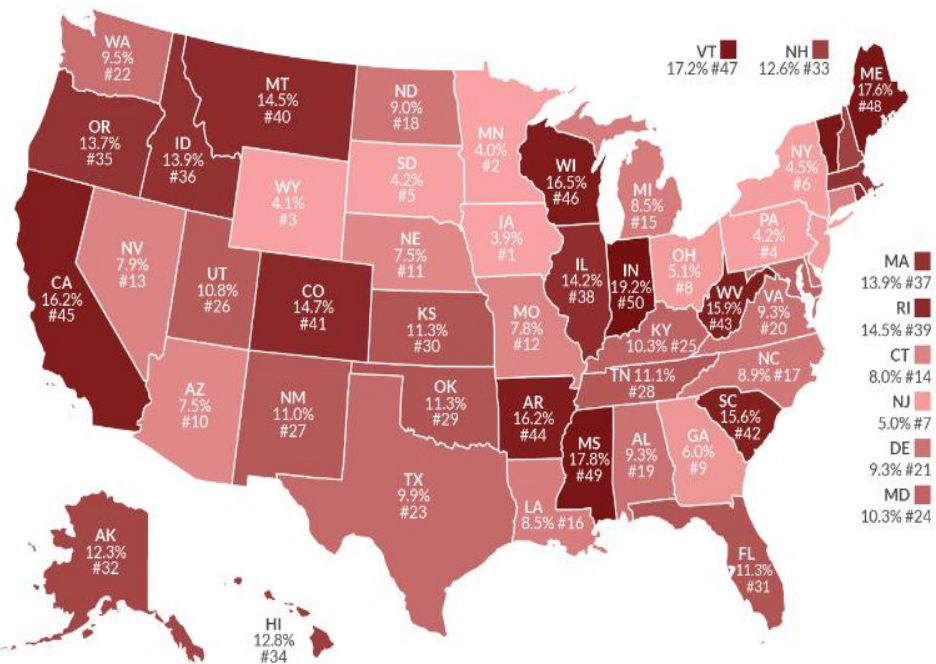 WA
9.5%
#22
MT
14.5%
#40
ND
9.0%
#18
MN
4.0%
#2
VT
17.2% #47
NH
12.6% #33
ME
17.6%
#48
OR
13.7%
#35
ID
13.9%
#36
WY
4.1%
#3
SD
4.2%
#5
WI
16.5%
#46
MI
8.5%
#15
NY
4.5%
#6
CA
16.2%
#45
NV
7.9%
#13
UT
10.8%
#26
CO
14.7%
#41
NE
7.5%
#11
KS
11.3%
#30
IA
3.9%
#1
MO
7.8%
#12
IL
14.2%
#38
IN
19.2%
#50
OH
5.1%
#8
PA
4.2%
#4
WV
15.9%
#43
VA
9.3%
#20
KY
10.3% #25
NC
8.9% #17
TN 11.1%
#28
SC
15.6%
#42
AZ
7.5%
#10
NM
11.0%
#27
OK
11.3%
#29
AR
16.2%
#44
MS
17.8%
#49
AL
9.3%
#19
GA
6.0%
#9
TX
9.9%
#23
LA
8.5% #16
FL
11.3%
#31
AK
12.3%
#32
HI
12.8%
#34
MA
13.9% #37
RI
14.5% #39
CT
8.0% #14
NJ
5.0% #7
DE
9.3% #21
MD
10.3% #24